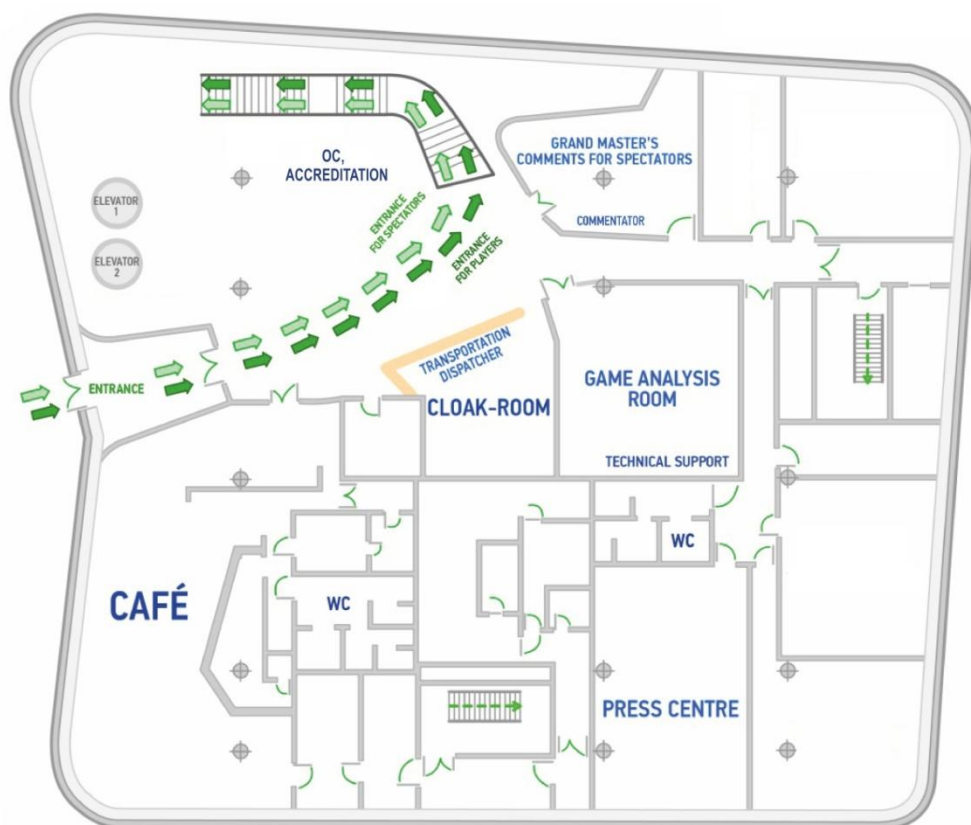 GRAND MASTER'S
COMMENTS FOR SPECTATORS
COMMENTATOR
OC,
ACCREDITATION
ELEVATOR
1
ELEVATOR
2
ENTRANCE
FOR SPECTATORS
ENTRANCE
FOR PLAYERS
ENTRANCE
TRANSPORTATION
DISPATCHER
CLOAK-ROOM
GAME ANALYSIS
ROOM
TECHNICAL SUPPORT
WC
CAFÉ
WC
PRESS CENTRE